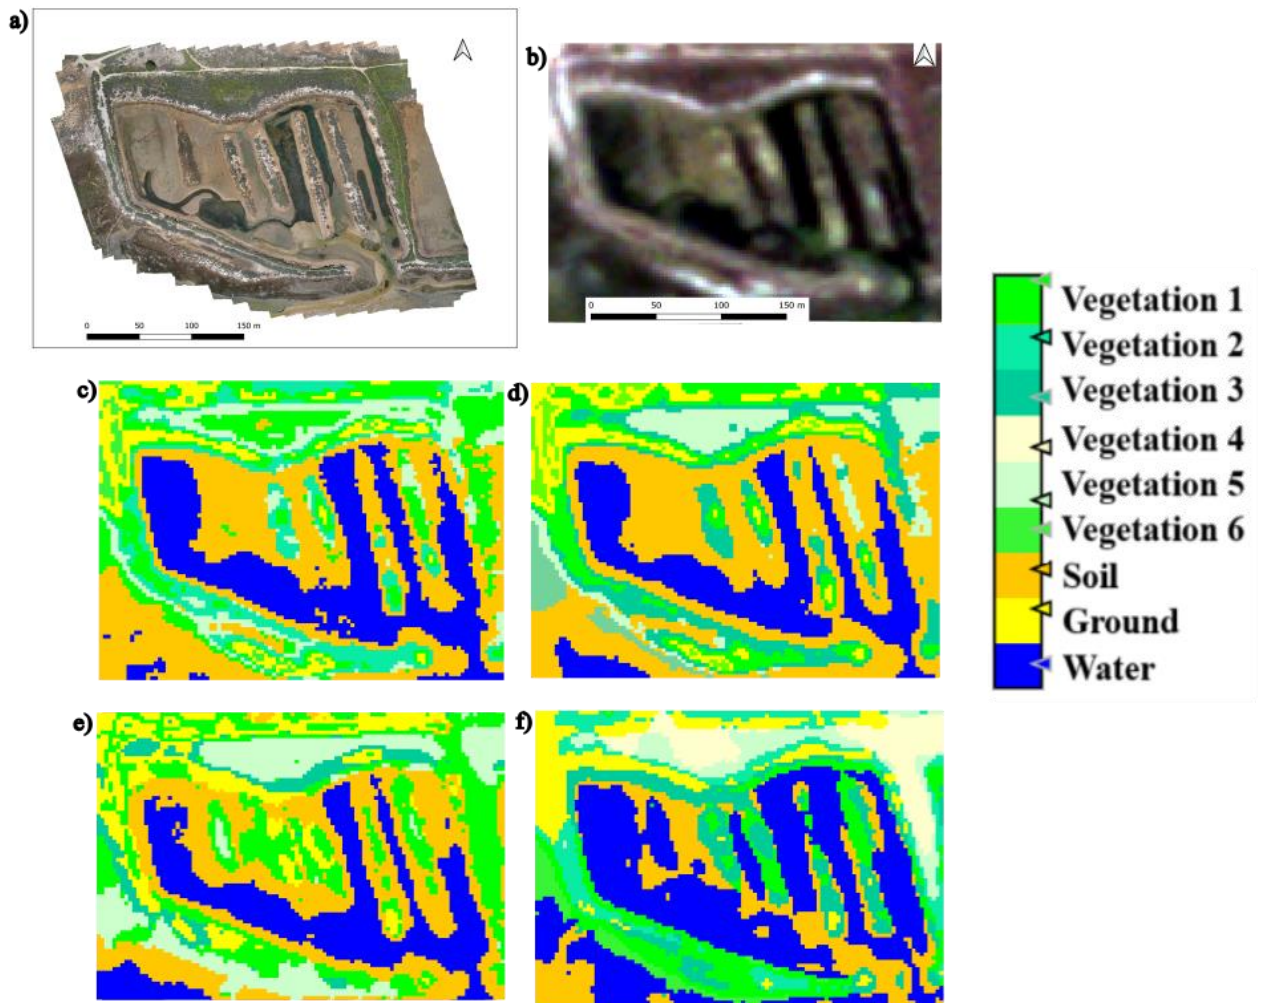 a)
b)
0 50 100 150 m
0 50 100 150 m
c)
d)
e)
f)
Vegetation 1
Vegetation 2
Vegetation 3
Vegetation 4
Vegetation 5
Vegetation 6
Soil
Ground
Water